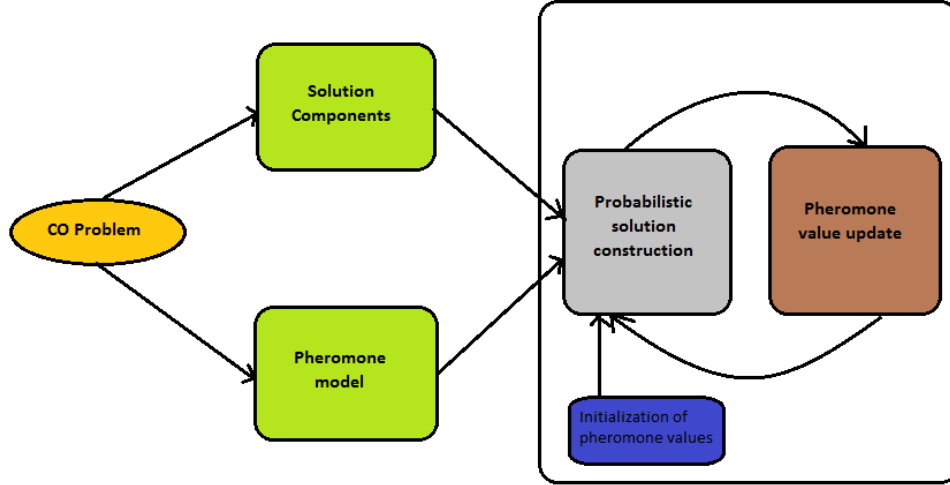 Solution
Components
CO Problem
Pheromone
model
Probabilistic
solution
construction
Pheromone
value update
Initialization of
pheromone values